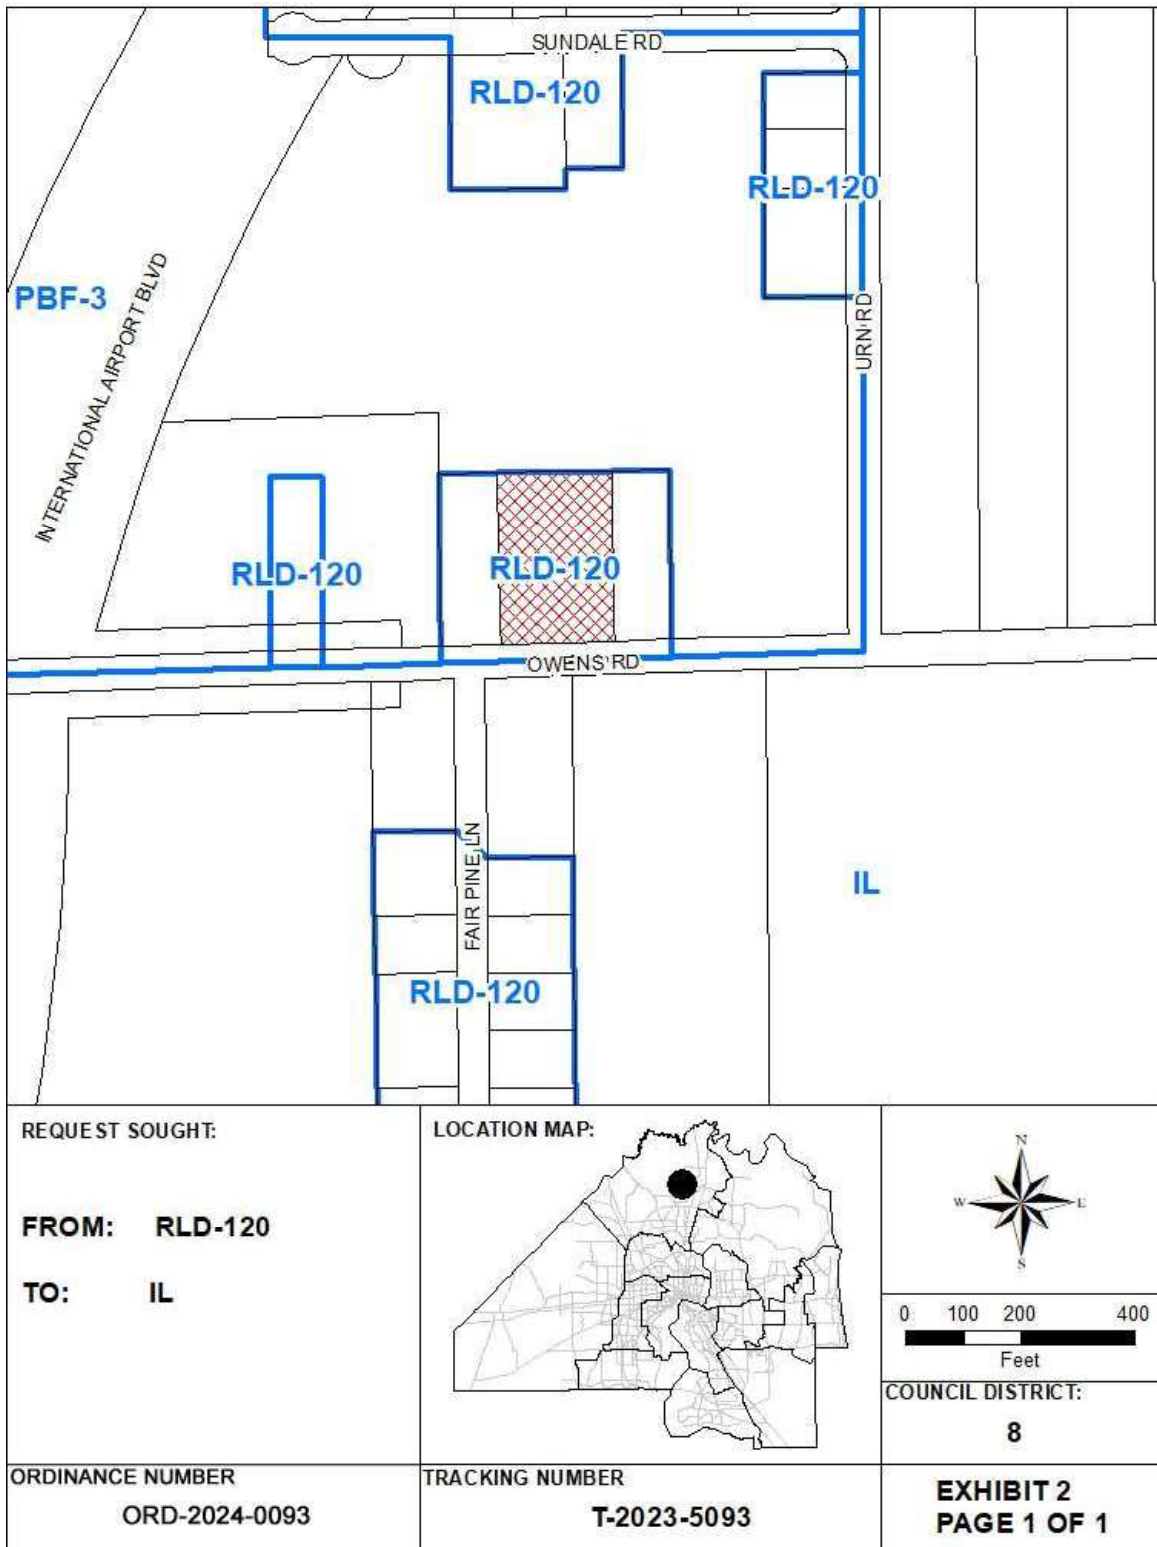 SUNDALE RD
RLD-120
RLD-120
PBF-3
INTERNATIONAL AIRPORT BLVD
URN RD
RLD-120
RLD-120
OWENS RD
FAIR PINE LN
IL
RLD-120
REQUEST SOUGHT:
FROM: RLD-120
TO: IL
LOCATION MAP:
N
W E
S
0 100 200 400
Feet
COUNCIL DISTRICT:
8
ORDINANCE NUMBER
ORD-2024-0093
TRACKING NUMBER
T-2023-5093
EXHIBIT 2
PAGE 1 OF 1